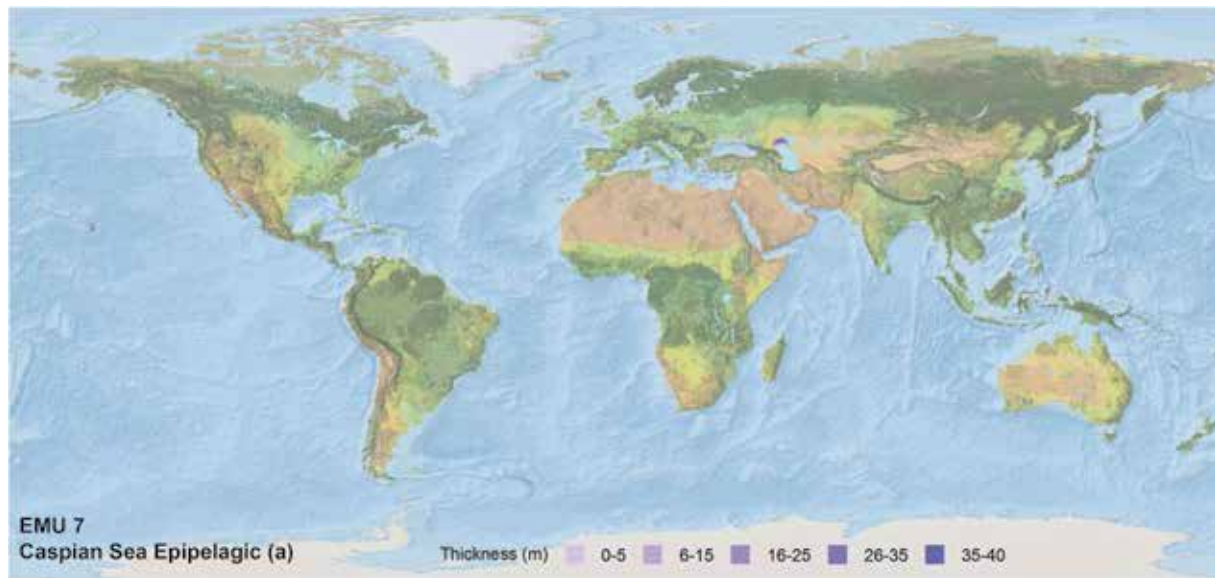 EMU 7
Caspian Sea Epipelagic (a)
Thickness (m) 0-5 6-15 16-25 26-35 35-40